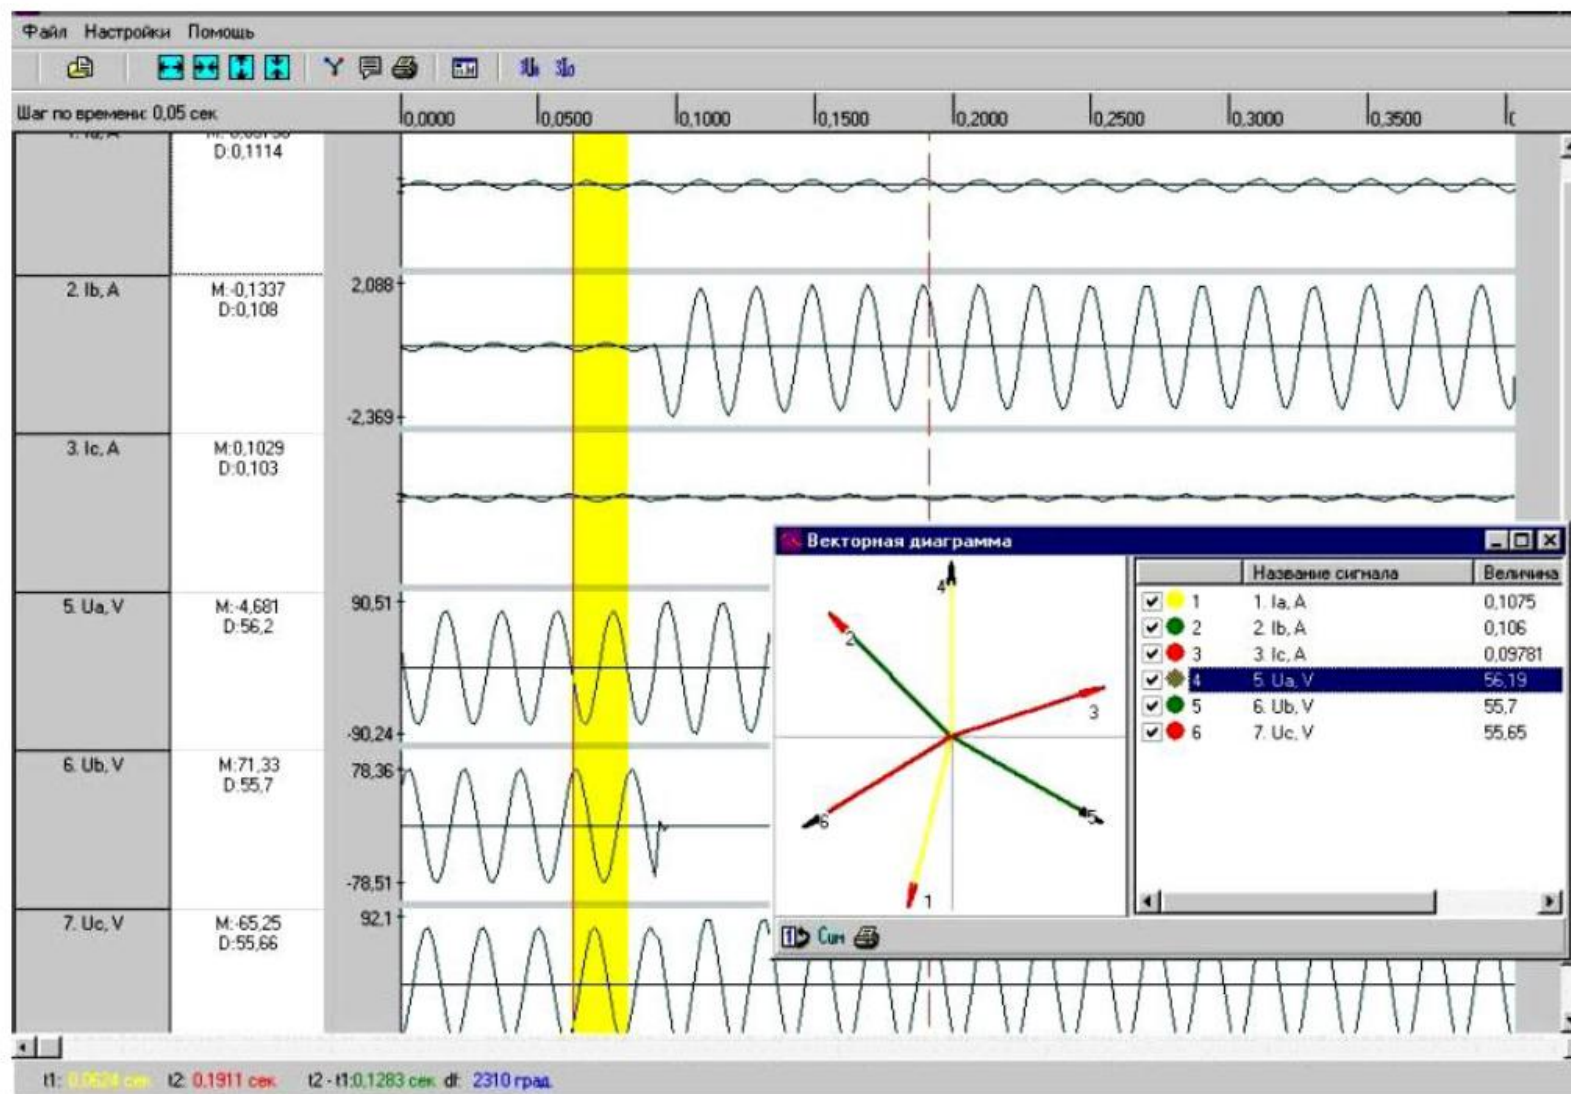 Файл Настройки Помощь
Шаг по времени: 0,05 сек
0,0000 0,0500 0,1000 0,1500 0,2000 0,2500 0,3000 0,3500
D:0,1114
2. Ib, A
M:-0,1337
D:0,108
2,088
-2,369
3. Ic, A
M:0,1029
D:0,103
5. Ua, V
M:-4,681
D:56,2
90,51
-90,24
6. Ub, V
M:71,33
D:55,7
78,36
-78,51
7. Uc, V
M:-65,25
D:55,66
92,1
Векторная диаграмма
4
2
3
6
5
1
Название сигнала Величина
1 1. Ia, A 0,1075
2 2. Ib, A 0,106
3 3. Ic, A 0,09781
4 5. Ua, V 56,19
5 6. Ub, V 55,7
6 7. Uc, V 55,65
Сим
t1: 0,0624 сек t2: 0,1911 сек t2 - t1:0,1283 сек df: 2310 град.